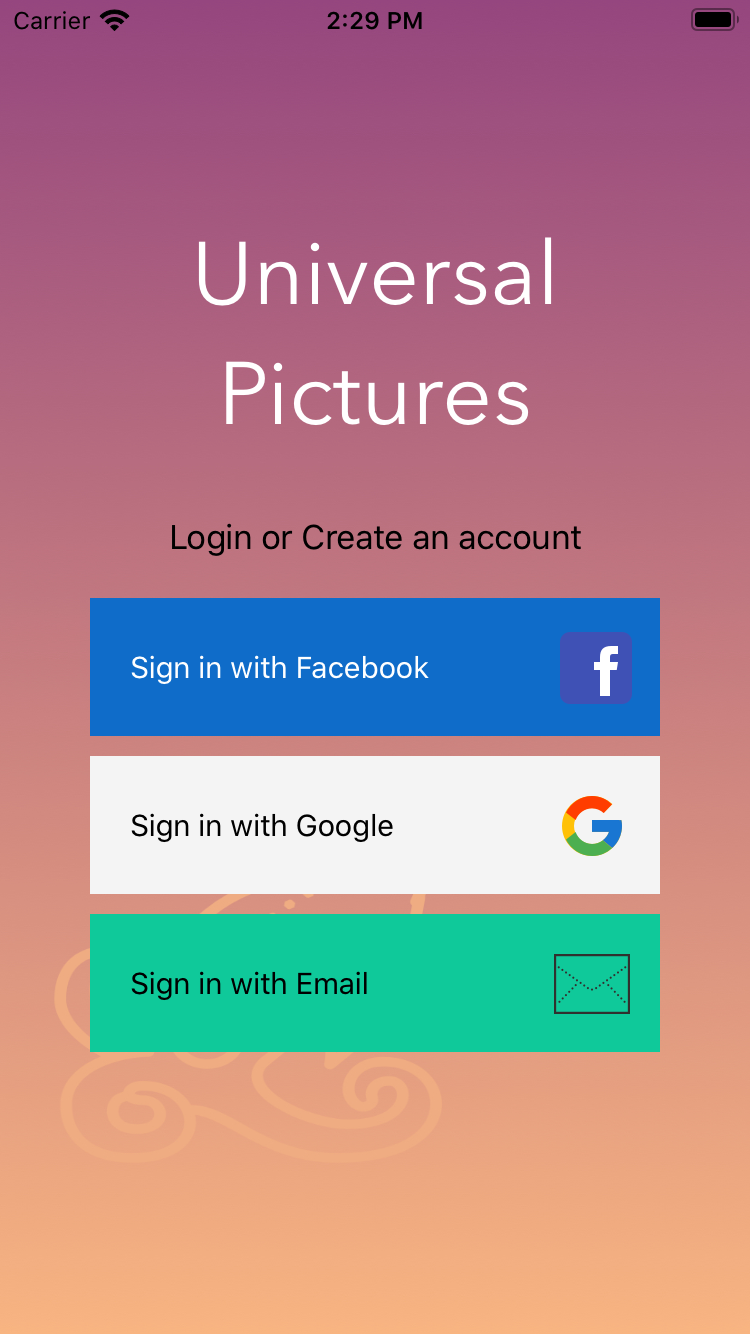 Carrier 2:29 PM
Universal
Pictures
Login or Create an account
Sign in with Facebook
Sign in with Google
Sign in with Email